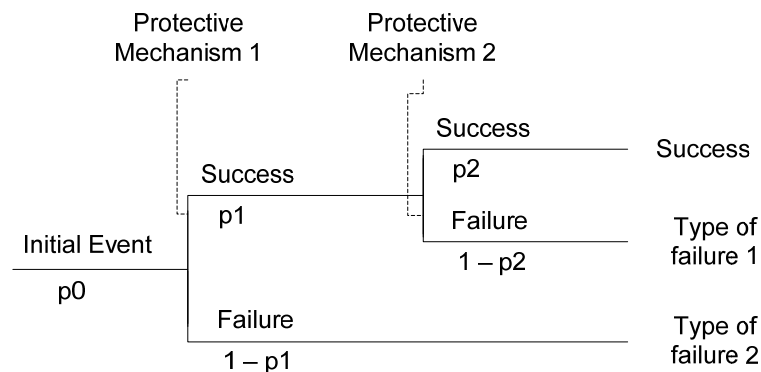 Protective
Mechanism 1
Protective
Mechanism 2
Success
p2
Success
Success
p1
Failure
1 – p2
Type of
failure 1
Initial Event
p0
Failure
1 – p1
Type of
failure 2